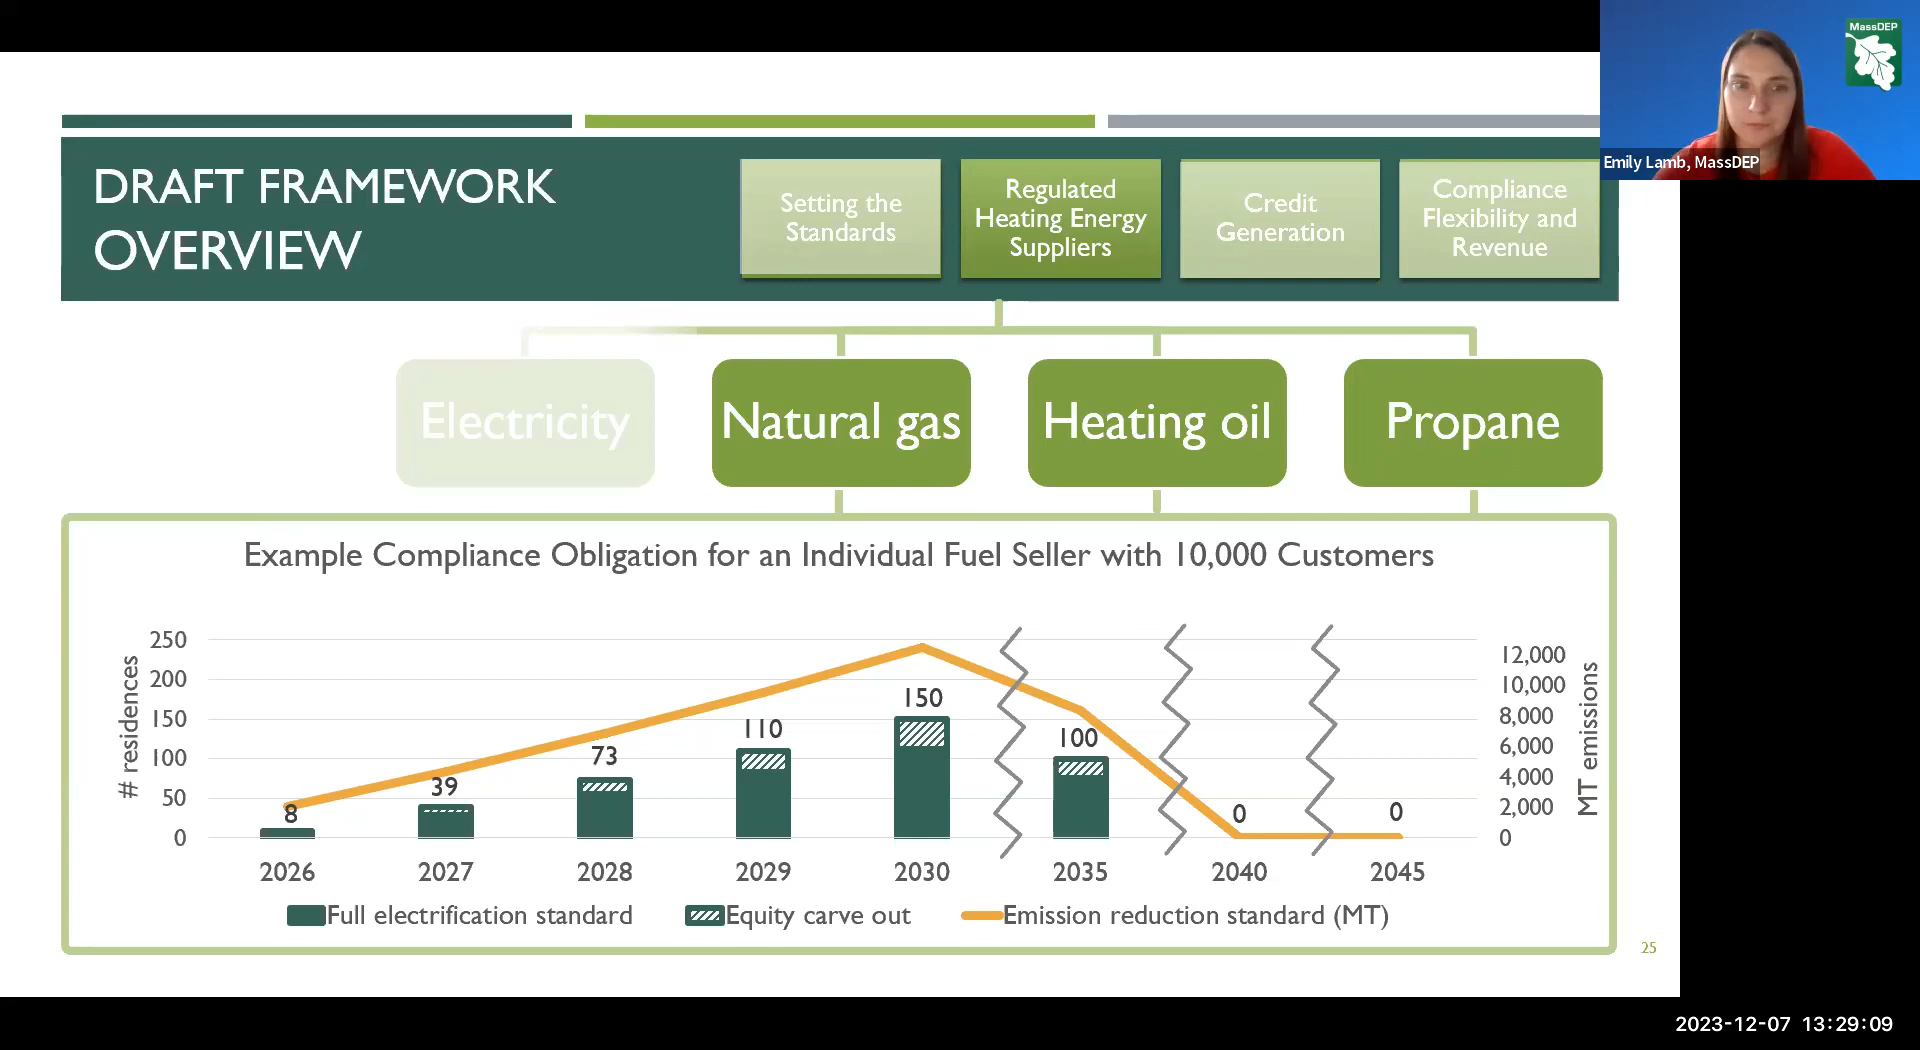 MassDEP
Emily Lamb, MassDEP
DRAFT FRAMEWORK
OVERVIEW
Setting the
Standards
Regulated
Heating Energy
Suppliers
Credit
Generation
Compliance
Flexibility and
Revenue
Electricity
Natural gas
Heating oil
Propane
Example Compliance Obligation for an Individual Fuel Seller with 10,000 Customers
# residences
250
200
150
100
50
0
8
39
73
110
150
100
0
0
12,000
10,000
8,000
6,000
4,000
2,000
0
MT emissions
2026
2027
2028
2029
2030
2035
2040
2045
Full electrification standard
Equity carve out
Emission reduction standard (MT)
25
2023-12-07 13:29:09